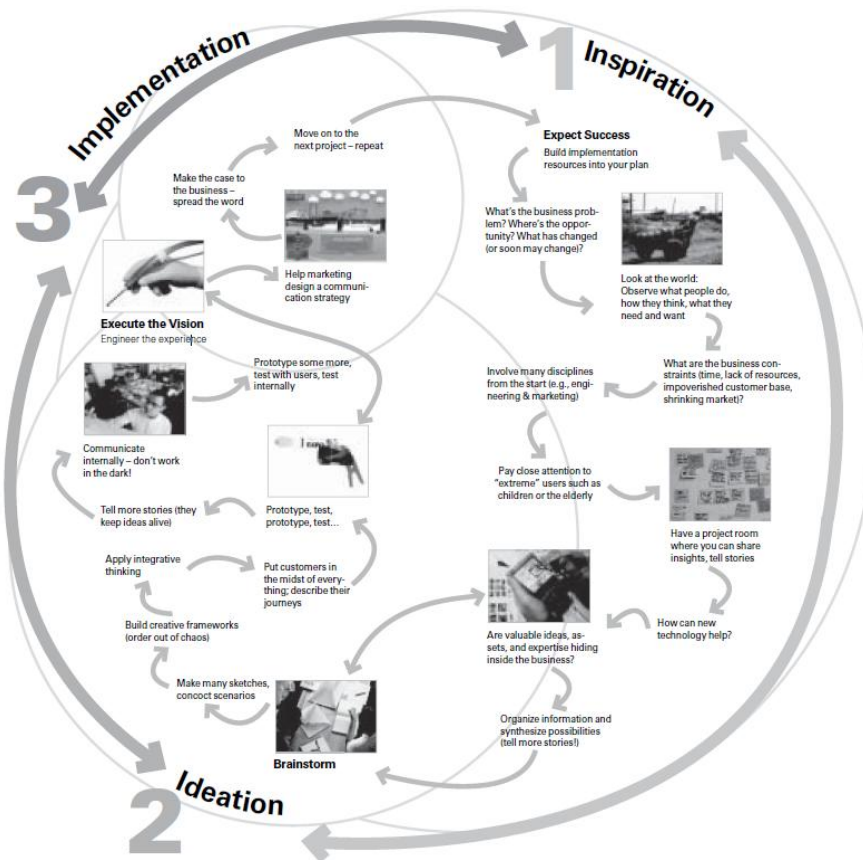 1
Inspiration
Expect Success
Build implementation
resources into your plan
What's the business prob-
lem? Where's the oppor-
tunity? What has changed
(or soon may change)?
Look at the world:
Observe what people do,
how they think, what they
need and want
What are the business con-
straints (time, lack of resources,
impoverished customer base,
shrinking market)?
Involve many disciplines
from the start (e.g., engi-
neering & marketing)
Pay close attention to
"extreme" users such as
children or the elderly
Have a project room
where you can share
insights, tell stories
How can new
technology help?
Are valuable ideas, as-
sets, and expertise hiding
inside the business?
Organize information and
synthesize possibilities
(tell more stories!)
2
Ideation
Brainstorm
Make many sketches,
concoct scenarios
Build creative frameworks
(order out of chaos)
Apply integrative
thinking
Put customers in
the midst of every-
thing; describe their
journeys
Prototype, test,
prototype, test…
Tell more stories (they
keep ideas alive)
Communicate
internally – don't work
in the dark!
Prototype some more,
test with users, test
internally
3
Implementation
Execute the Vision
Engineer the experience
Help marketing
design a communi-
cation strategy
Make the case to
the business –
spread the word
Move on to the
next project – repeat